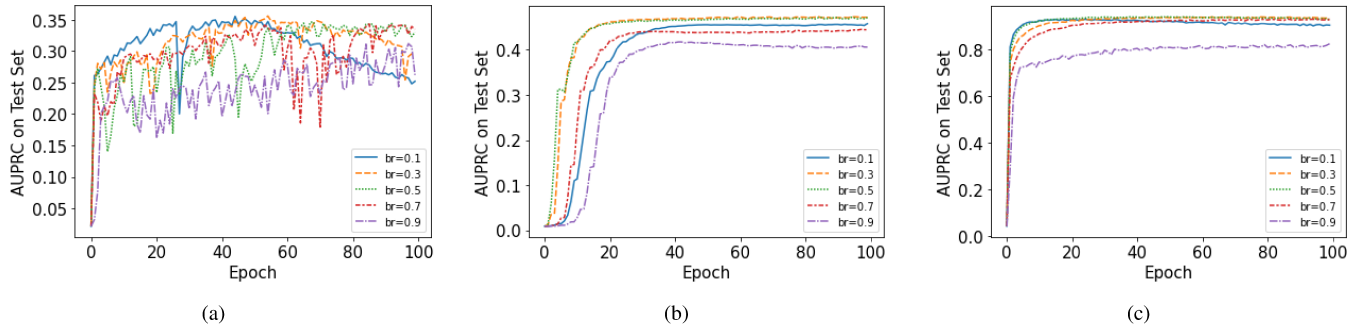 AUPRC on Test Set
0.35
0.30
0.25
0.20
0.15
0.10
0.05
br=0.1
br=0.3
br=0.5
br=0.7
br=0.9
0 20 40 60 80 100
Epoch
(a)
AUPRC on Test Set
0.4
0.3
0.2
0.1
0.0
br=0.1
br=0.3
br=0.5
br=0.7
br=0.9
0 20 40 60 80 100
Epoch
(b)
AUPRC on Test Set
0.8
0.6
0.4
0.2
0.0
br=0.1
br=0.3
br=0.5
br=0.7
br=0.9
0 20 40 60 80 100
Epoch
(c)